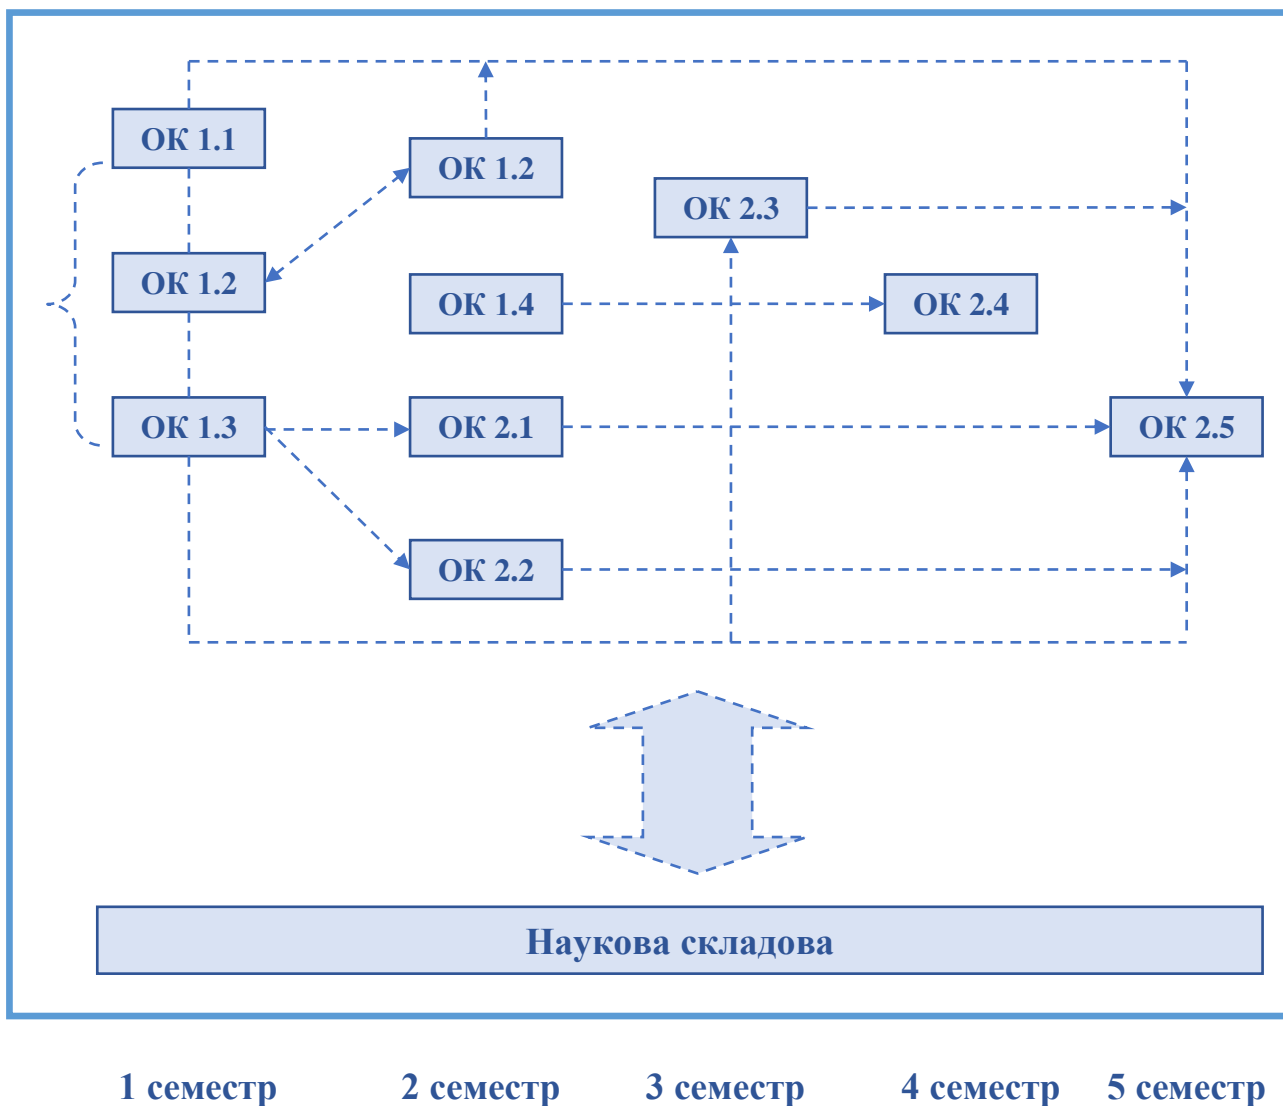 ОК 1.1
ОК 1.2
ОК 2.3
ОК 1.2
ОК 1.4
ОК 2.4
ОК 1.3
ОК 2.1
ОК 2.5
ОК 2.2
Наукова складова
1 семестр
2 семестр
3 семестр
4 семестр
5 семестр